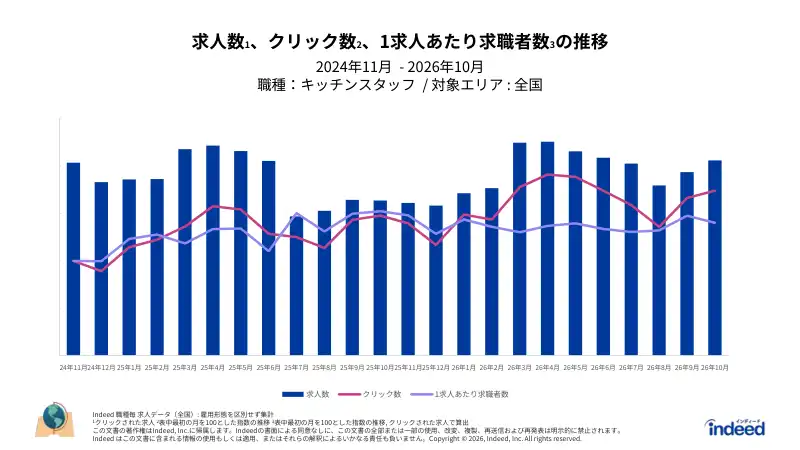 求人数1、クリック数2、1求人あたり求職者数3の推移
2024年11月 - 2026年10月
職種：キッチンスタッフ / 対象エリア : 全国
24年11月 24年12月 25年1月 25年2月 25年3月 25年4月 25年5月 25年6月 25年7月 25年8月 25年9月 25年10月 25年11月 25年12月 26年1月 26年2月 26年3月 26年4月 26年5月 26年6月 26年7月 26年8月 26年9月 26年10月
求人数 クリック数 1求人あたり求職者数
Indeed 職種毎 求人データ（全国）: 雇用形態を区別せず集計
¹クリックされた求人 ²表中最初の月を100とした指数の推移 ³表中最初の月を100とした指数の推移, クリックされた求人で算出
この文書の著作権はIndeed, Inc.に帰属します。Indeedの書面による同意なしに、この文書の全部または一部の使用、改変、複製、再送信および再発表は明示的に禁止されます。
Indeed はこの文書に含まれる情報の使用もしくは適用、またはそれらの解釈によるいかなる責任も負いません。Copyright © 2026, Indeed, Inc. All rights reserved.
インディード
indeed